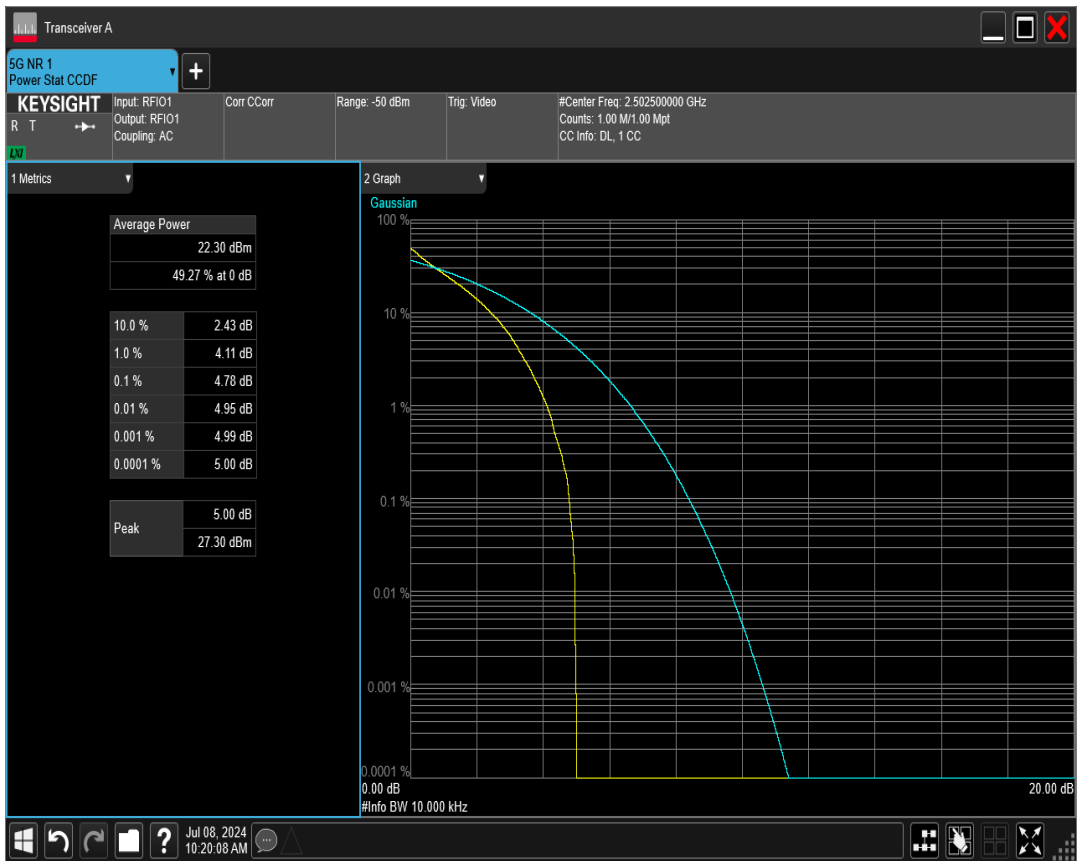 Transceiver A
5G NR 1
Power Stat CCDF
KEYSIGHT
R T
LXI
Input: RFIO1
Output: RFIO1
Coupling: AC
Corr CCorr
Range: -50 dBm
Trig: Video
#Center Freq: 2.502500000 GHz
Counts: 1.00 M/1.00 Mpt
CC Info: DL, 1 CC
1 Metrics
Average Power
22.30 dBm
49.27 % at 0 dB
10.0 % 2.43 dB
1.0 % 4.11 dB
0.1 % 4.78 dB
0.01 % 4.95 dB
0.001 % 4.99 dB
0.0001 % 5.00 dB
Peak
5.00 dB
27.30 dBm
2 Graph
Gaussian
100 %
10 %
1 %
0.1 %
0.01 %
0.001 %
0.0001 %
0.00 dB 20.00 dB
#Info BW 10.000 kHz
Jul 08, 2024
10:20:08 AM